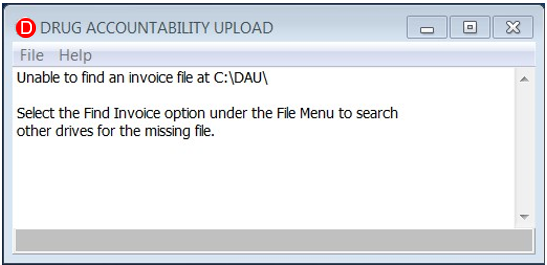 D DRUG ACCOUNTABILITY UPLOAD
File Help
Unable to find an invoice file at C:\DAU\
Select the Find Invoice option under the File Menu to search
other drives for the missing file.